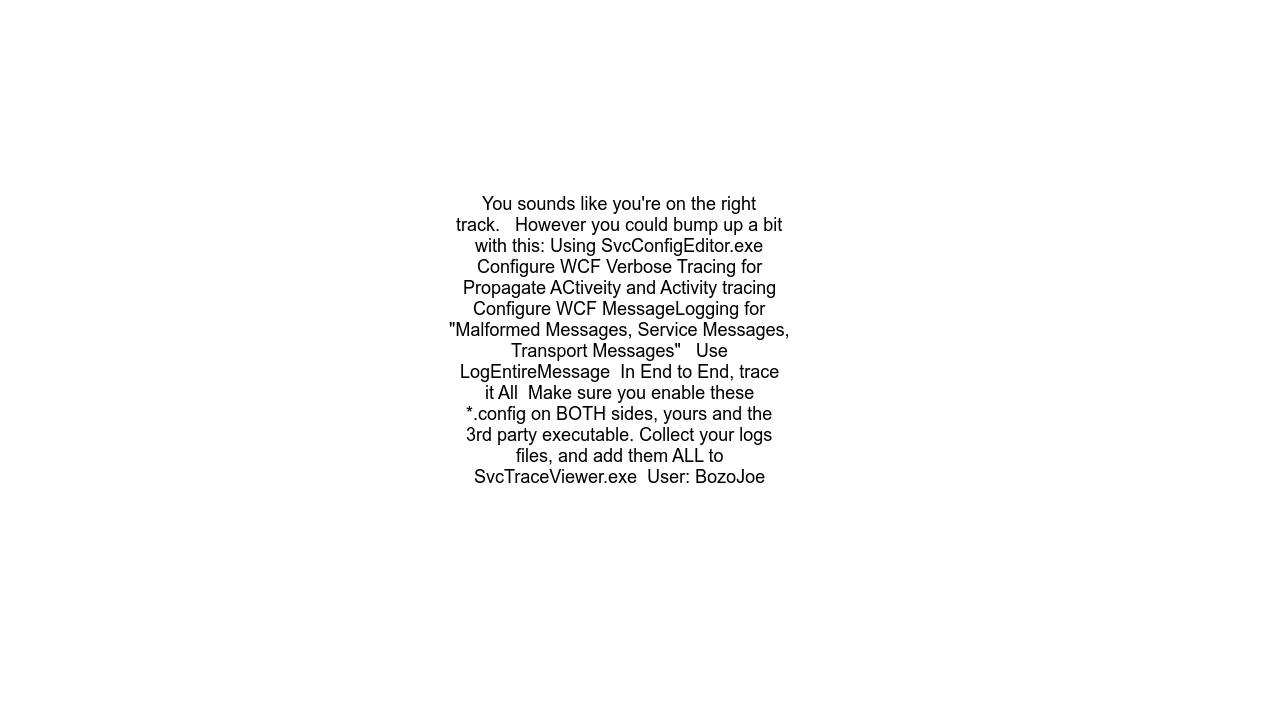 You sounds like you're on the right
track.   However you could bump up a bit
with this: Using SvcConfigEditor.exe
Configure WCF Verbose Tracing for
Propagate ACtiveity and Activity tracing
Configure WCF MessageLogging for
"Malformed Messages, Service Messages,
Transport Messages"   Use
LogEntireMessage  In End to End, trace
it All  Make sure you enable these
*.config on BOTH sides, yours and the
3rd party executable. Collect your logs
files, and add them ALL to
SvcTraceViewer.exe  User: BozoJoe